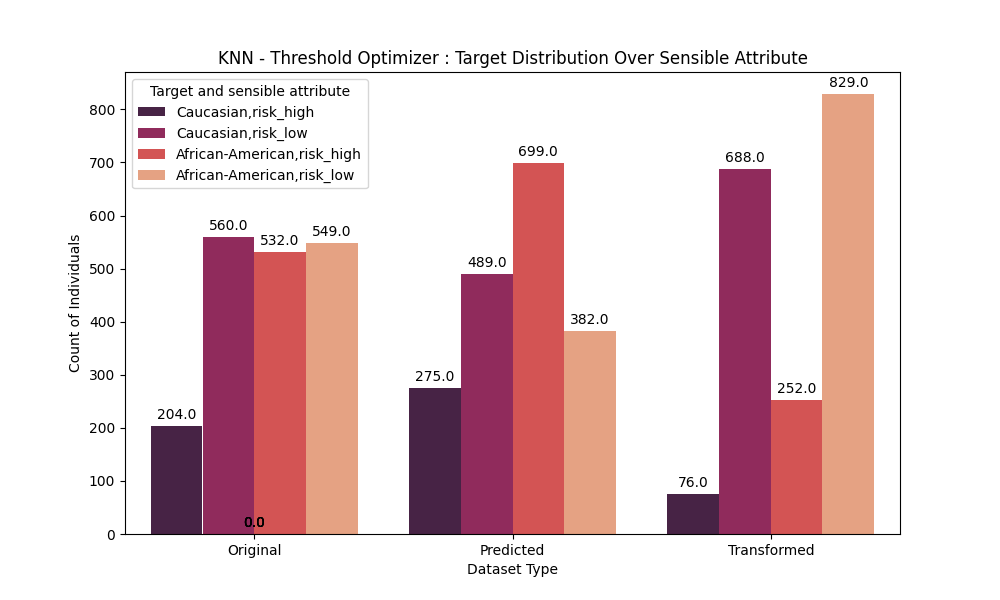 KNN - Threshold Optimizer : Target Distribution Over Sensible Attribute
Target and sensible attribute
Caucasian,risk_high
Caucasian,risk_low
African-American,risk_high
African-American,risk_low
Count of Individuals
800
700
600
500
400
300
200
100
0
204.0
560.0
532.0
549.0
0.0
275.0
489.0
699.0
382.0
76.0
688.0
252.0
829.0
Original
Predicted
Transformed
Dataset Type